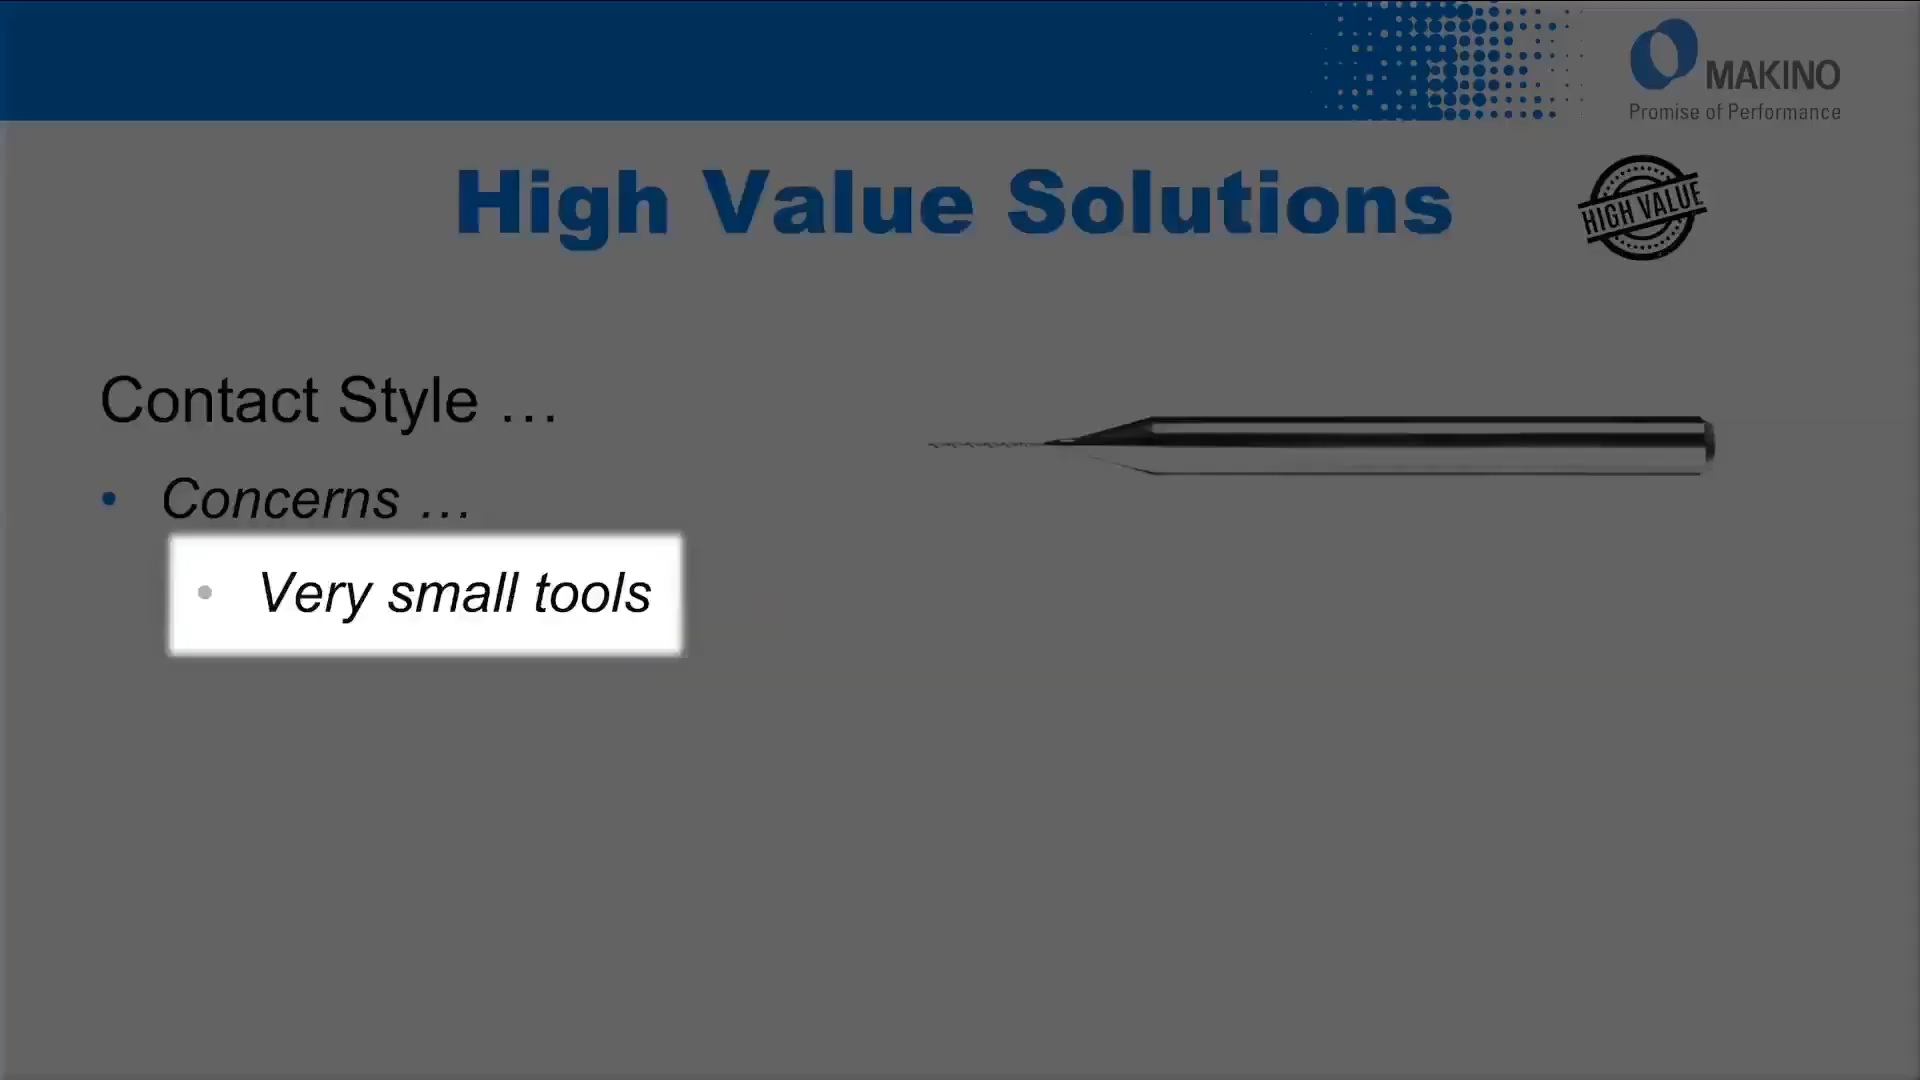 MAKINO
Promise of Performance
High Value Solutions
HIGH VALUE
Contact Style …
• Concerns …
• Very small tools